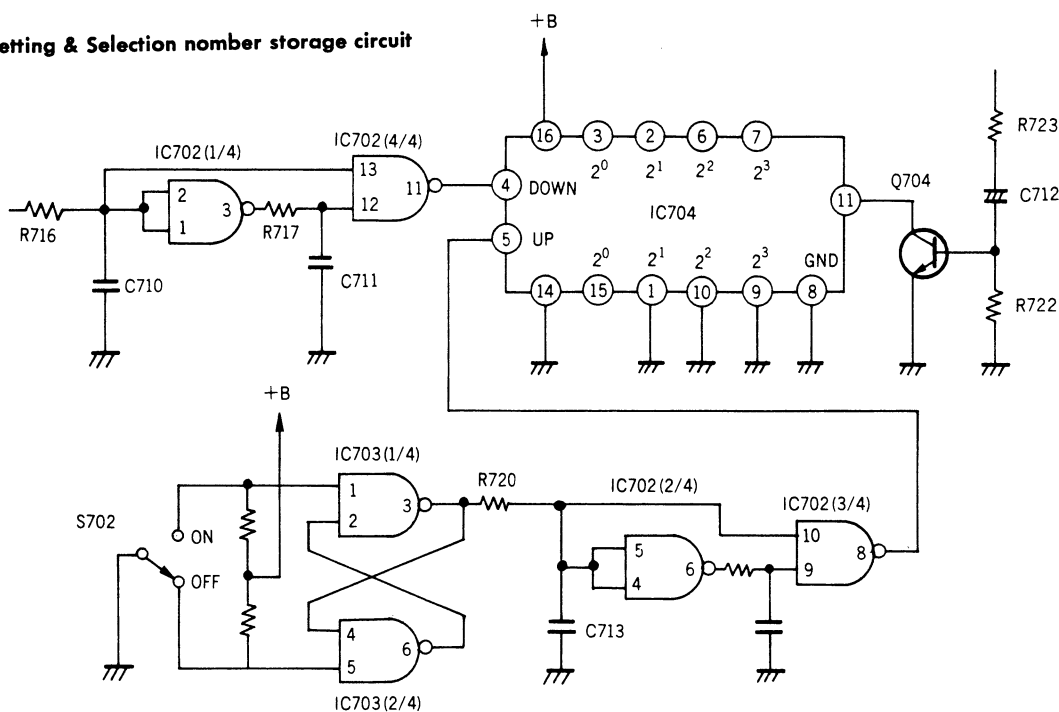 etting & Selection nomber storage circuit
+B
16 3 2 6 7
2⁰ 2¹ 2² 2³
R723
IC702(1/4) IC702(4/4)
2 1 3 13 12 11
4 DOWN
IC704
11
Q704
C712
R716
R717
5 UP
C710
C711
2⁰ 2¹ 2² 2³ GND
14 15 1 10 9 8
R722
+B
IC703(1/4)
1 2 3
R720
IC702(2/4)
IC702(3/4)
S702
ON
OFF
10 9 8
5 4 6
C713
4 5 6
IC703(2/4)